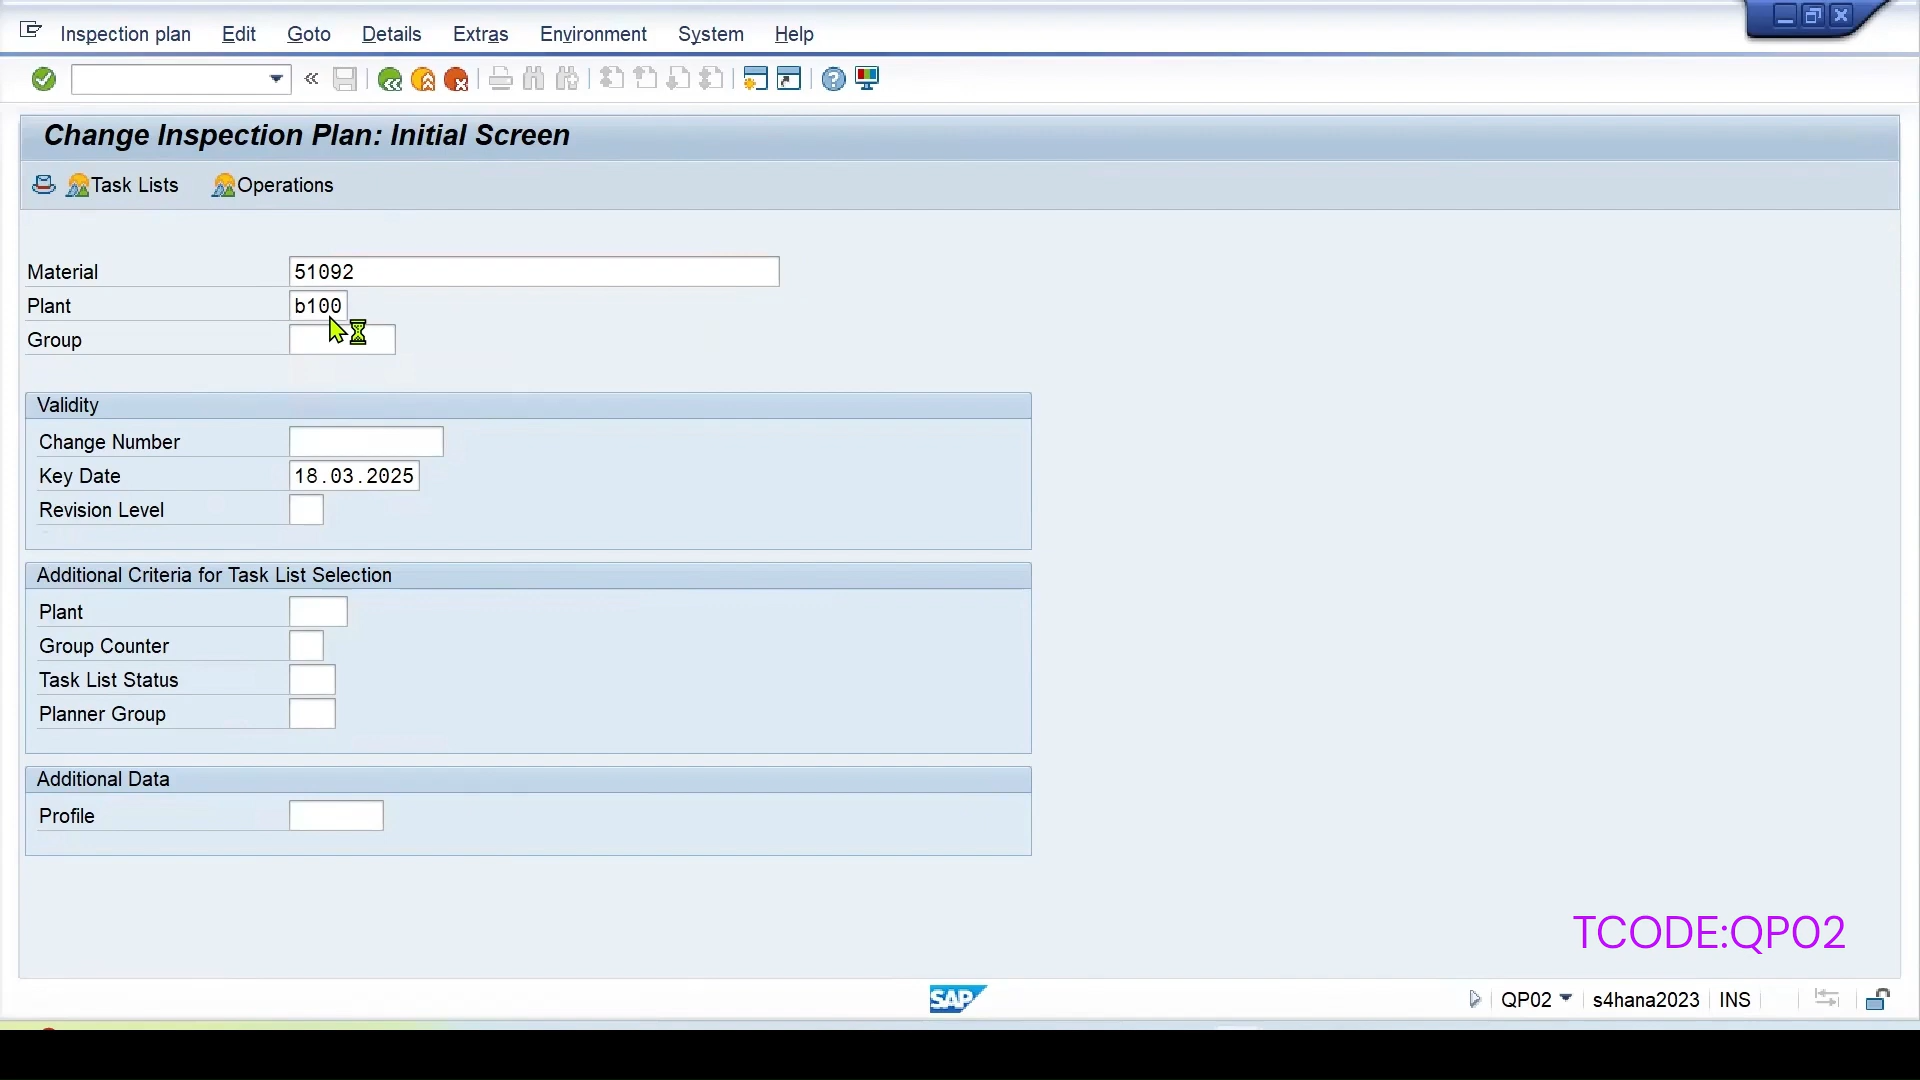 Inspection plan Edit Goto Details Extras Environment System Help
Change Inspection Plan: Initial Screen
Task Lists Operations
Material 51092
Plant b100
Group
Validity
Change Number
Key Date 18.03.2025
Revision Level
Additional Criteria for Task List Selection
Plant
Group Counter
Task List Status
Planner Group
Additional Data
Profile
TCODE:QP02
SAP QP02 s4hana2023 INS